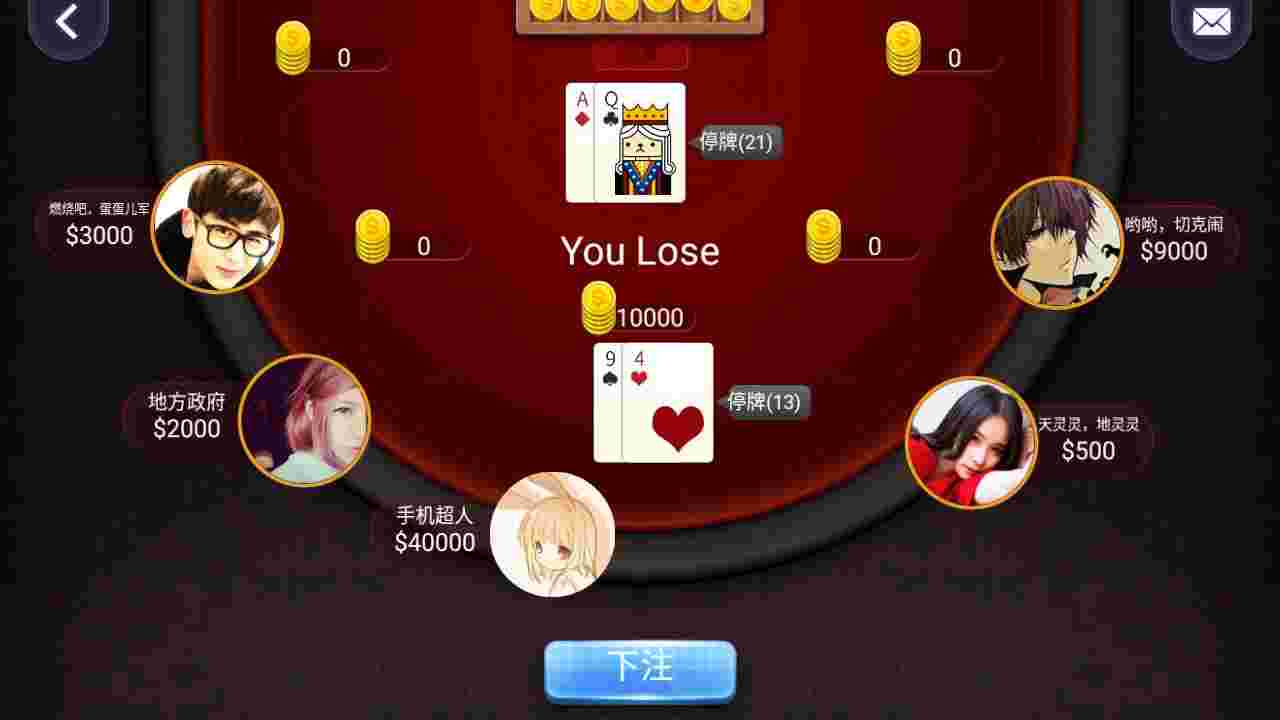 0
0
A Q
停牌(21)
燃烧吧，蛋蛋儿军
$3000
哟哟，切克闹
$9000
0
0
You Lose
10000
9 4
停牌(13)
地方政府
$2000
天灵灵，地灵灵
$500
手机超人
$40000
下注